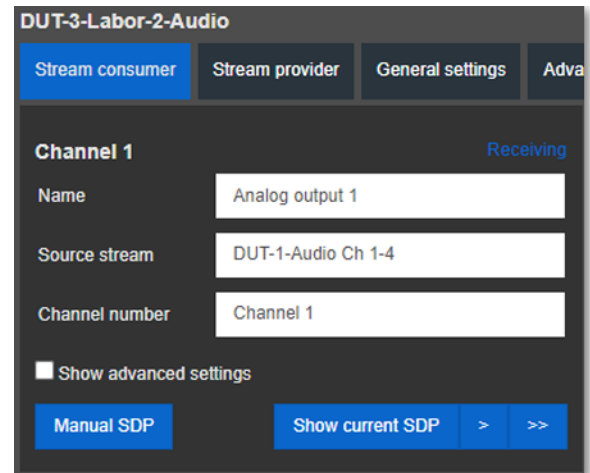 DUT-3-Labor-2-Audio
Stream consumer Stream provider General settings Adva
Channel 1 Receiving
Name Analog output 1
Source stream DUT-1-Audio Ch 1-4
Channel number Channel 1
Show advanced settings
Manual SDP Show current SDP > >>